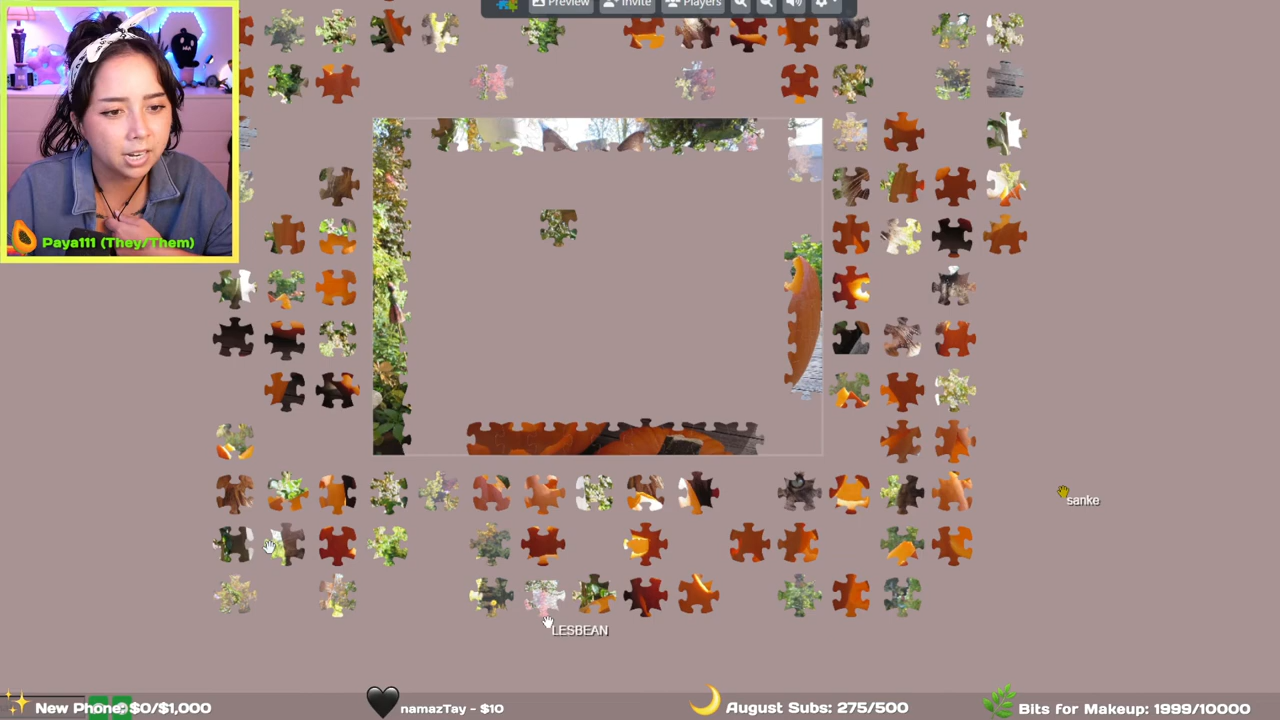 Preview
Invite
Players
Paya111 (They/Them)
sanke
LESBEAN
New Phone: $0/$1,000
namazTay - $10
August Subs: 275/500
Bits for Makeup: 1999/10000